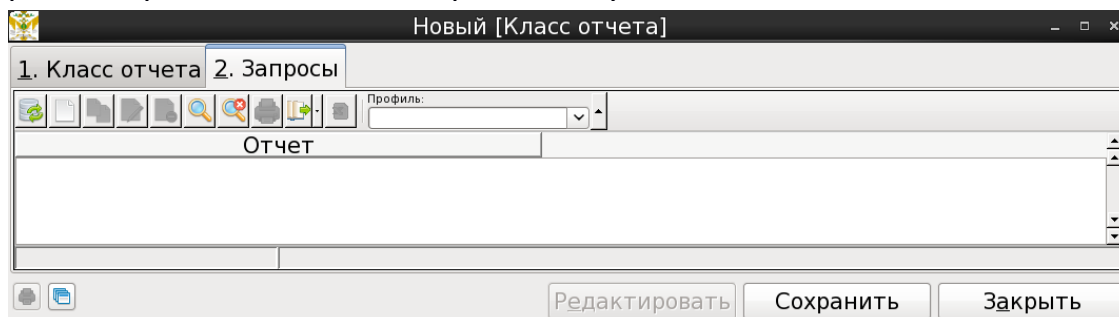 Новый [Класс отчета]
1. Класс отчета 2. Запросы
Профиль:
Отчет
Редактировать Сохранить Закрыть